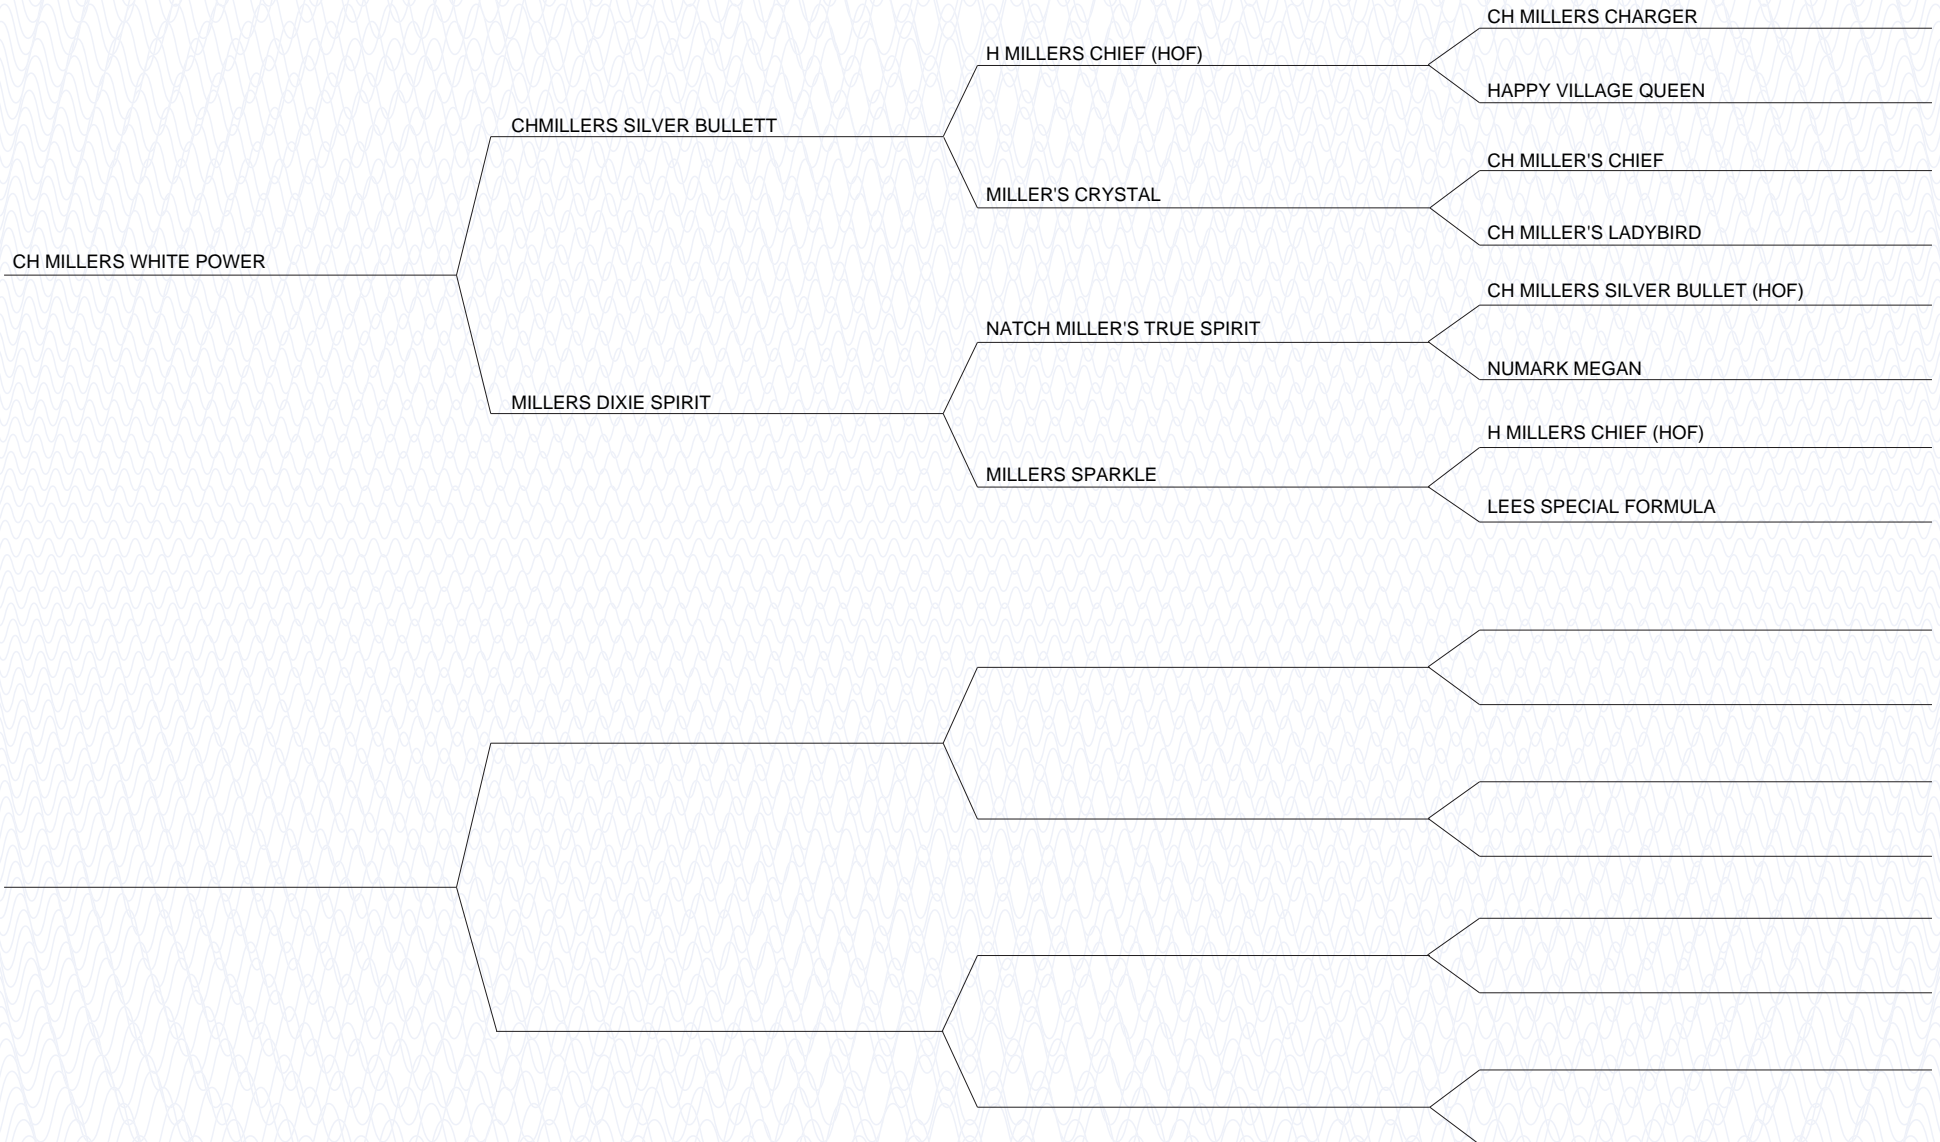 CH MILLERS CHARGER
H MILLERS CHIEF (HOF)
HAPPY VILLAGE QUEEN
CHMILLERS SILVER BULLETT
CH MILLER'S CHIEF
MILLER'S CRYSTAL
CH MILLER'S LADYBIRD
CH MILLERS WHITE POWER
CH MILLERS SILVER BULLET (HOF)
NATCH MILLER'S TRUE SPIRIT
NUMARK MEGAN
MILLERS DIXIE SPIRIT
H MILLERS CHIEF (HOF)
MILLERS SPARKLE
LEES SPECIAL FORMULA